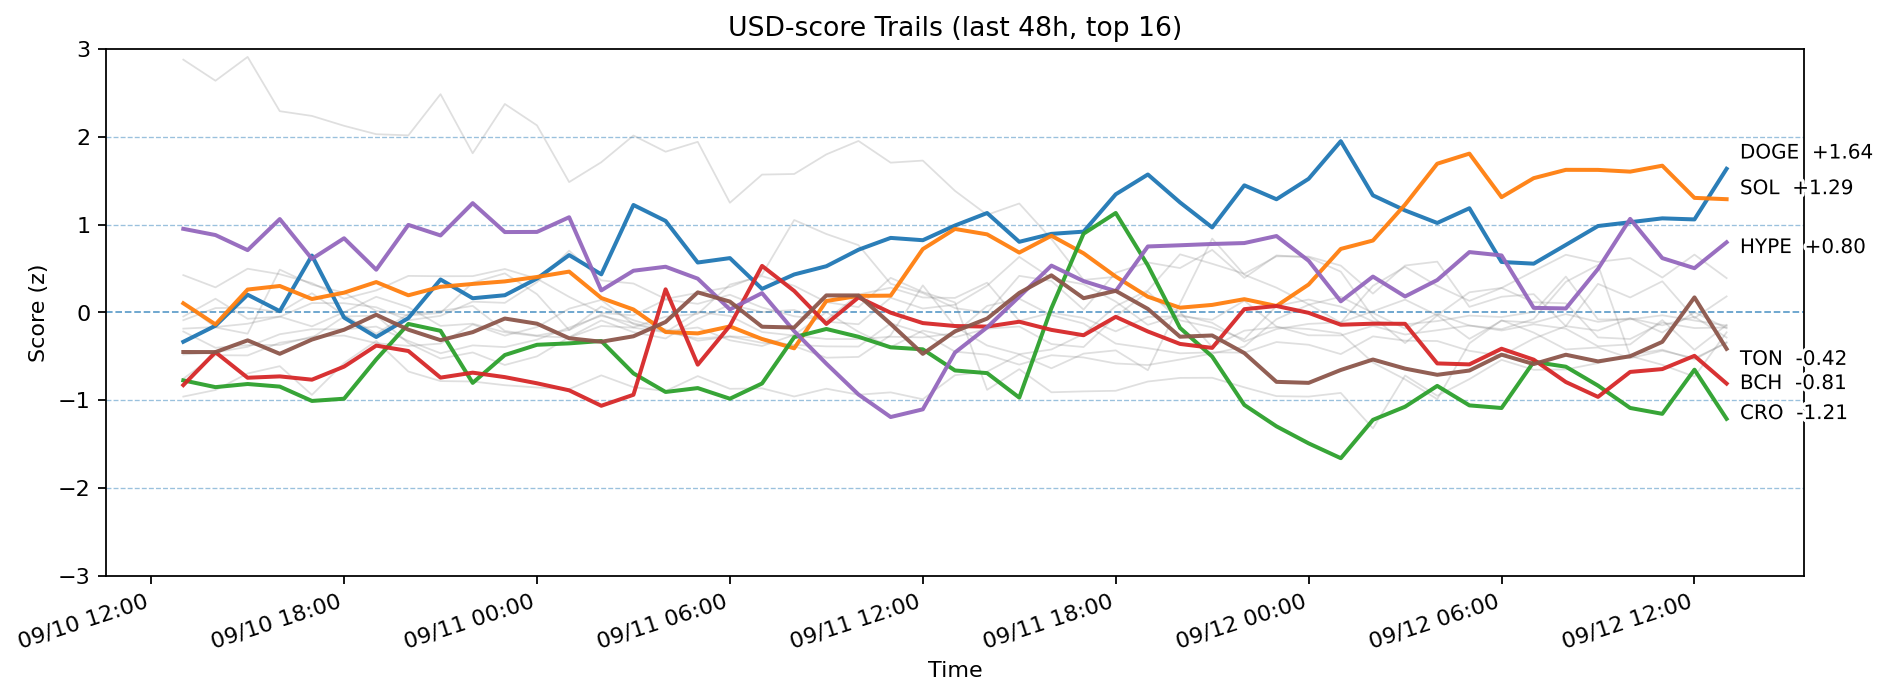 USD-score Trails (last 48h, top 16)
Score (z)
3
2
1
0
−1
−2
−3
DOGE +1.64
SOL +1.29
HYPE +0.80
TON -0.42
BCH -0.81
CRO -1.21
09/10 12:00
09/10 18:00
09/11 00:00
09/11 06:00
09/11 12:00
09/11 18:00
09/12 00:00
09/12 06:00
09/12 12:00
Time